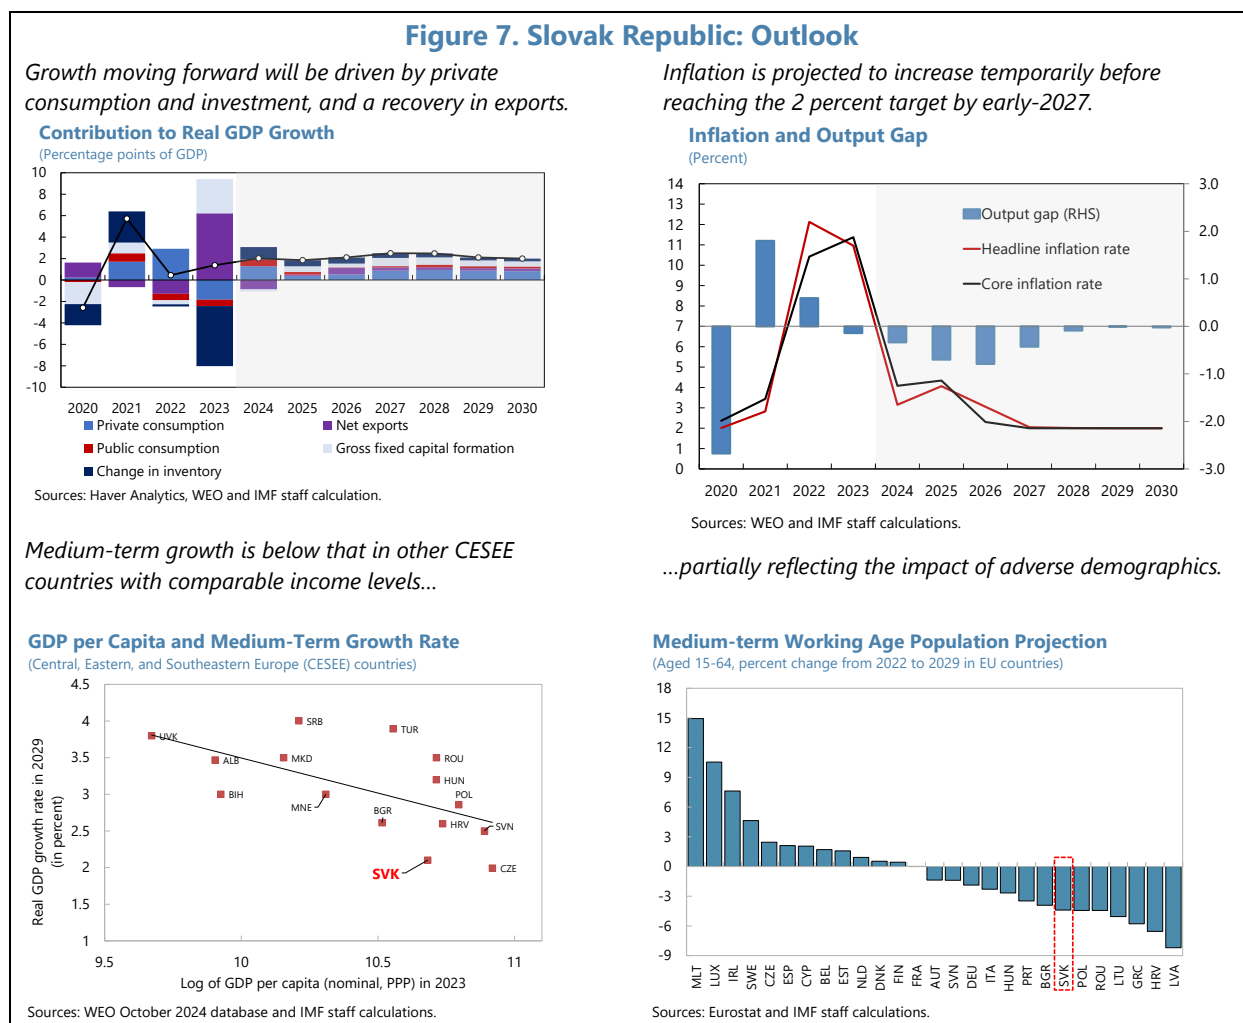 Figure 7. Slovak Republic: Outlook
Growth moving forward will be driven by private
consumption and investment, and a recovery in exports.
Contribution to Real GDP Growth
(Percentage points of GDP)
10
8
6
4
2
0
-2
-4
-6
-8
-10
2020 2021 2022 2023 2024 2025 2026 2027 2028 2029 2030
Private consumption
Net exports
Public consumption
Gross fixed capital formation
Change in inventory
Sources: Haver Analytics, WEO and IMF staff calculation.
Inflation is projected to increase temporarily before
reaching the 2 percent target by early-2027.
Inflation and Output Gap
(Percent)
14
13
12
11
10
9
8
7
6
5
4
3
2
1
0
3.0
2.0
1.0
0.0
-1.0
-2.0
-3.0
Output gap (RHS)
Headline inflation rate
Core inflation rate
2020 2021 2022 2023 2024 2025 2026 2027 2028 2029 2030
Sources: WEO and IMF staff calculations.
Medium-term growth is below that in other CESEE
countries with comparable income levels…
GDP per Capita and Medium-Term Growth Rate
(Central, Eastern, and Southeastern Europe (CESEE) countries)
Real GDP growth rate in 2029
(in percent)
4.5
4
3.5
3
2.5
2
1.5
1
UVK
ALB
BIH
SRB
MKD
MNE
TUR
BGR
ROU
HUN
POL
HRV
SVN
SVK
CZE
9.5 10 10.5 11
Log of GDP per capita (nominal, PPP) in 2023
Sources: WEO October 2024 database and IMF staff calculations.
…partially reflecting the impact of adverse demographics.
Medium-term Working Age Population Projection
(Aged 15-64, percent change from 2022 to 2029 in EU countries)
18
15
12
9
6
3
0
-3
-6
-9
MLT LUX IRL SWE CZE ESP CYP BEL EST NLD DNK FIN FRA AUT SVN DEU ITA HUN PRT BGR SVK POL ROU LTU GRC HRV LVA
Sources: Eurostat and IMF staff calculations.